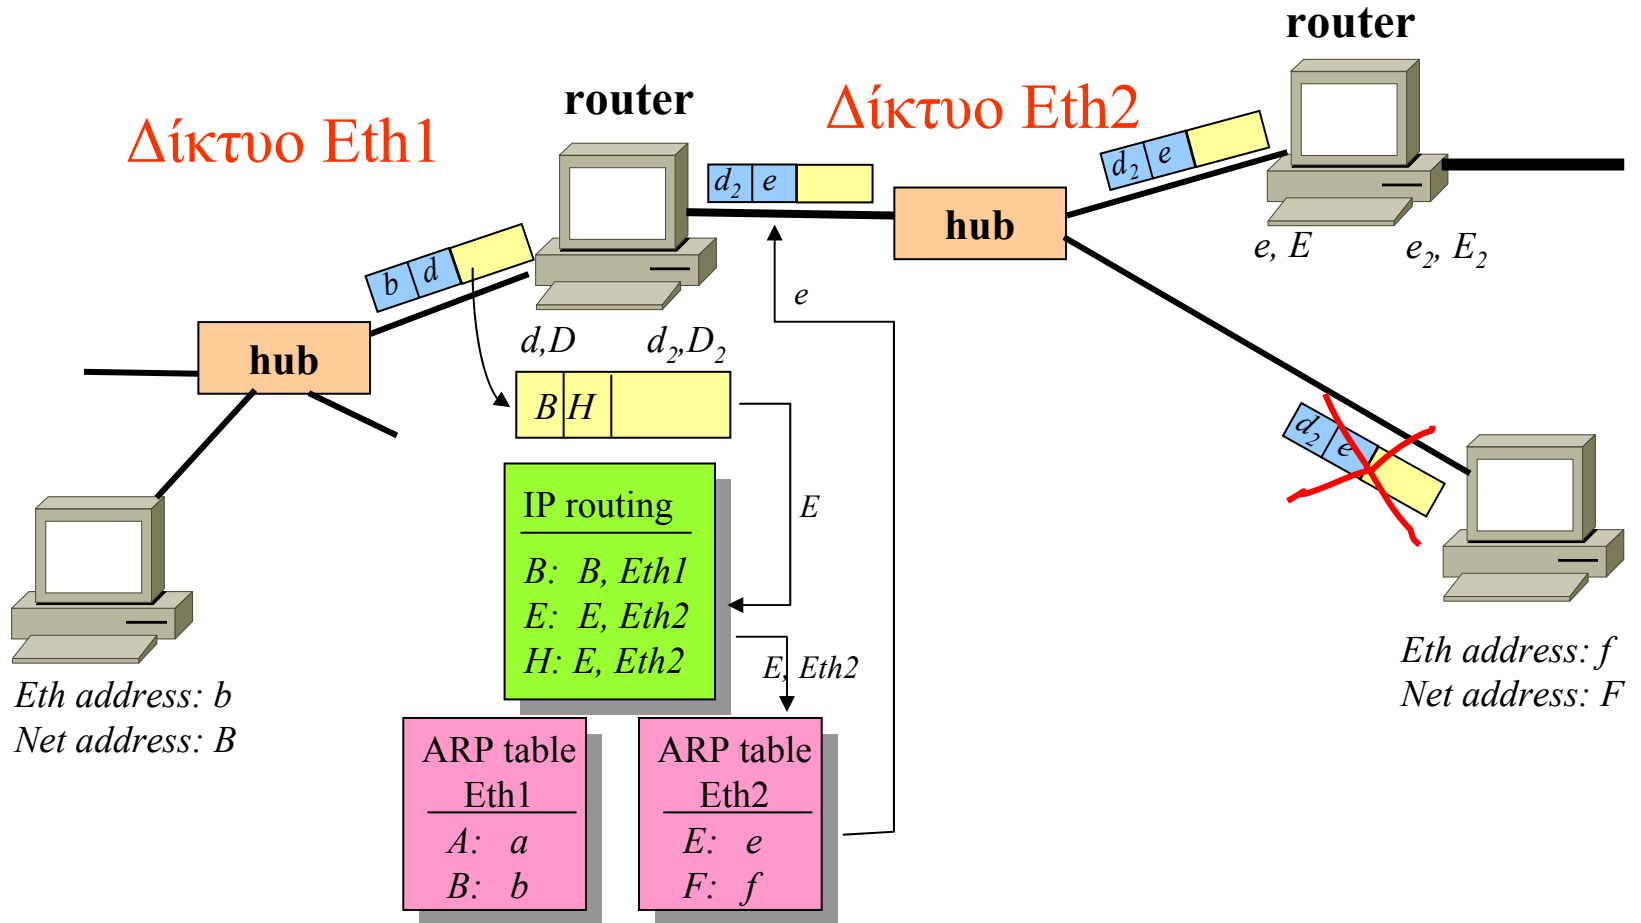 router
router
Δίκτυο Eth1
Δίκτυο Eth2
d2 e
d2 e
b d
hub
hub
e, E
e2, E2
e
d,D
d2,D2
B H
d2 e
E
IP routing
B: B, Eth1
E: E, Eth2
H: E, Eth2
E, Eth2
Eth address: b
Net address: B
Eth address: f
Net address: F
ARP table
Eth1
A: a
B: b
ARP table
Eth2
E: e
F: f